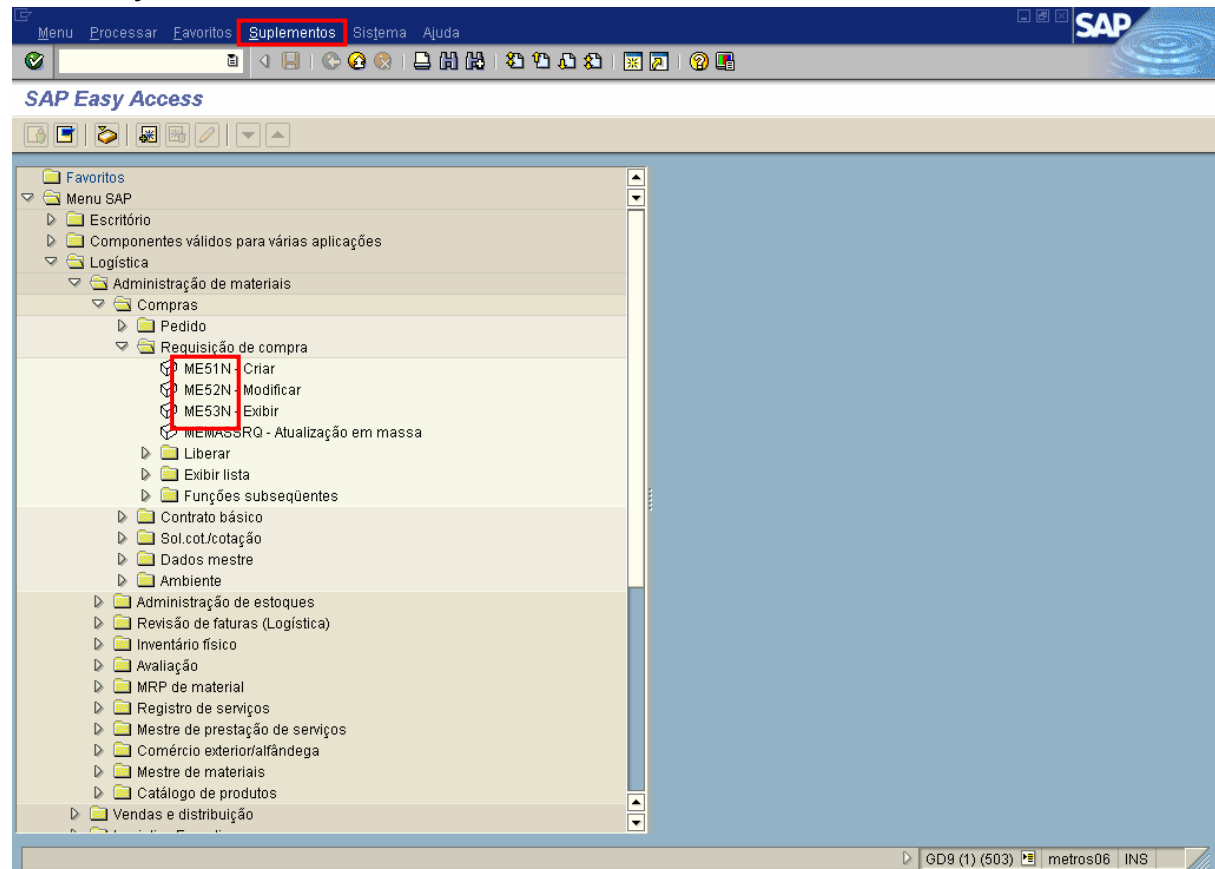 Menu Processar Favoritos Suplementos Sistema Ajuda
SAP
SAP Easy Access
Favoritos
Menu SAP
Escritório
Componentes válidos para várias aplicações
Logística
Administração de materiais
Compras
Pedido
Requisição de compra
ME51N - Criar
ME52N - Modificar
ME53N - Exibir
MEMASSRQ - Atualização em massa
Liberar
Exibir lista
Funções subseqüentes
Contrato básico
Sol.cot./cotação
Dados mestre
Ambiente
Administração de estoques
Revisão de faturas (Logística)
Inventário físico
Avaliação
MRP de material
Registro de serviços
Mestre de prestação de serviços
Comércio exterior/alfândega
Mestre de materiais
Catálogo de produtos
Vendas e distribuição
GD9 (1) (503) metros06 INS